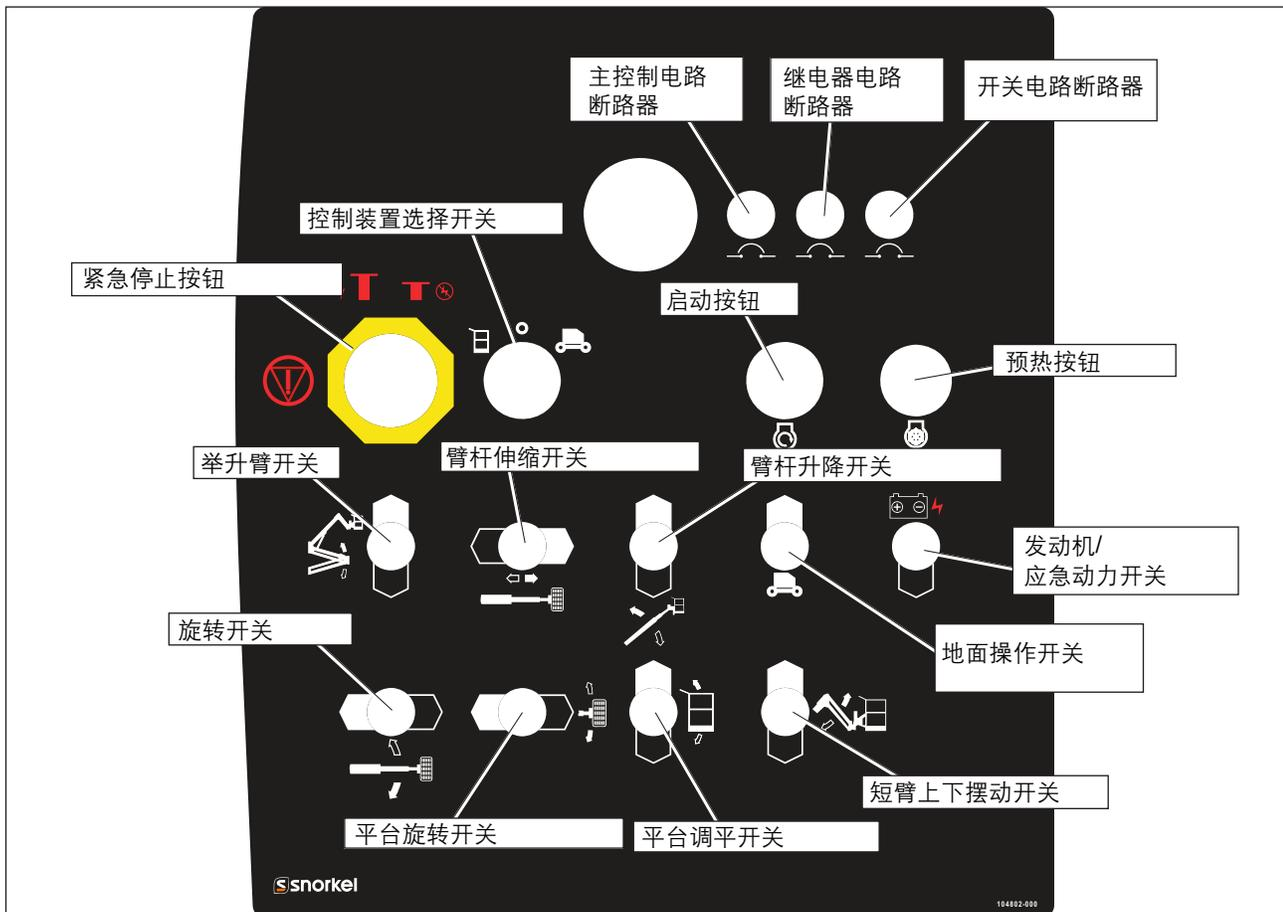 主控制电路
断路器
继电器电路
断路器
开关电路断路器
控制装置选择开关
紧急停止按钮
启动按钮
预热按钮
举升臂开关
臂杆伸缩开关
臂杆升降开关
发动机/
应急动力开关
旋转开关
地面操作开关
短臂上下摆动开关
平台旋转开关
平台调平开关
snorkel
104802-000